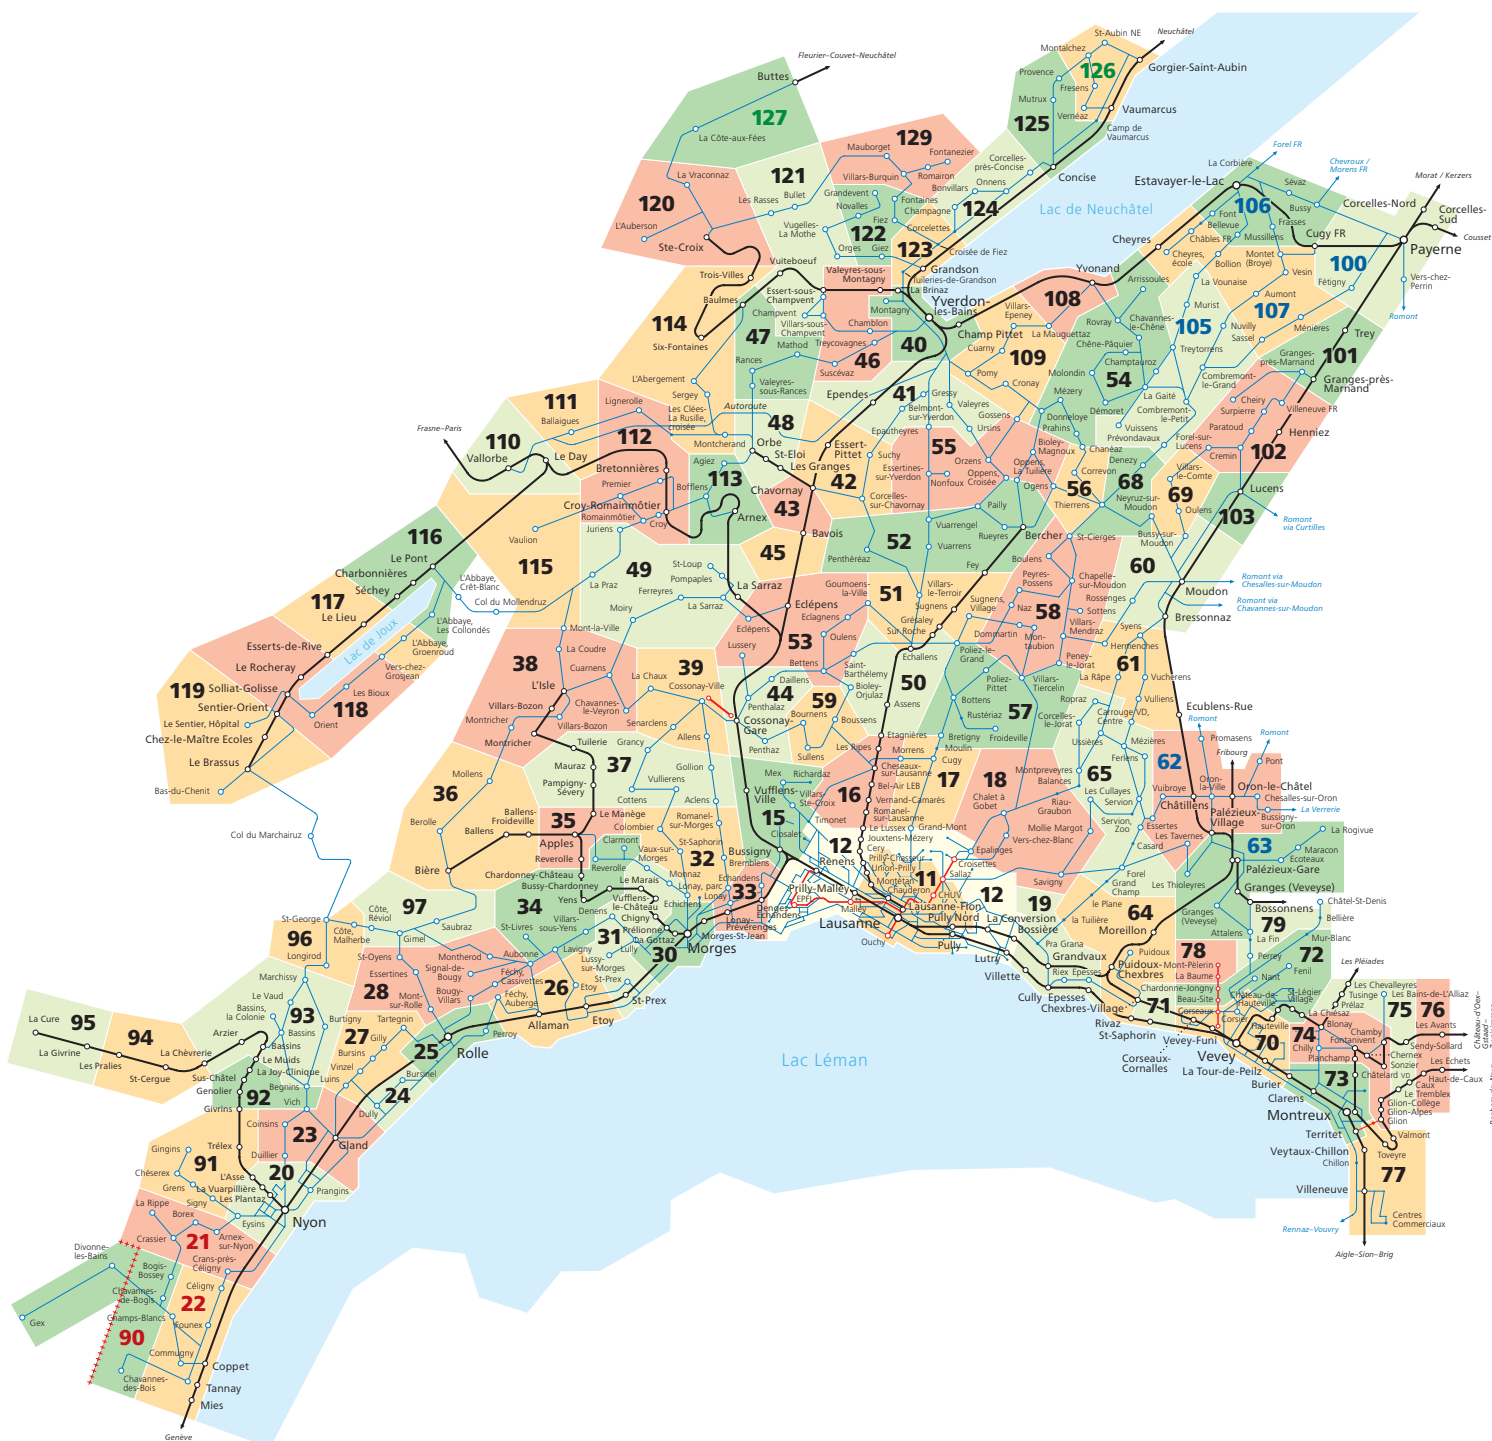 St-Aubin NE
Neuchâtel
Montalchez
Fleurier–Couvet–Neuchâtel
Gorgier-Saint-Aubin
126
Provence
Buttes
Fresens
Mutrux
Vaumarcus
Vernéaz
127
125
Camp de
Vaumarcus
La Côte-aux-Fées
129
Mauborget
Fontanezier
Corcelles-
près-Concise
Concise
La Corbière
Forel FR
Chevroux /
Morens FR
Morat / Kerzers
121
Villars-Burquin
Romairon
Bonvillars
Onnens
Estavayer-le-Lac
Sévaz
La Vraconnaz
Bullet
Grandevent
Les Rasses
Novalles
Fontaines
Champagne
124
Lac de Neuchâtel
106
Bussy
Corcelles-Nord
Corcelles-
Sud
120
Fiez
Font
Bellevue
Frasses
Cousset
L'Auberson
Vugelles-
La Mothe
122
Corcelettes
Châbles FR
Mussillens
Cugy FR
Payerne
Ste-Croix
Orges
Giez
123
Croisée de Fiez
Cheyres
Cheyres,
école
Montet
(Broye)
Bollion
Vesin
100
Vuiteboeuf
Valeyres-sous-
Montagny
Grandson
Tuileries-de-Grandson
Yvonand
Arrissoules
La Vounaise
Fétigny
Vers-chez-
Perrin
Trois-Villes
Essert-sous-
Champvent
La Brinaz
108
Aumont
Baulmes
Montagny
Yverdon-
les-Bains
Villars-
Epeney
Murist
107
Romont
114
Champvent
Chamblon
La Mauguettaz
Rovray
Chavannes-
le-Chêne
105
Nuvilly
Sassel
Ménières
Trey
Six-Fontaines
47
Villars-sous-
Champvent
Treycovagnes
40
Champ Pittet
Chêne-Pâquier
Treytorrens
Mathod
46
Cuarny
109
Champtauroz
Granges-
près-Marnand
101
Rances
Suscévaz
Pomy
Molondin
54
Combremont-
le-Grand
Granges-près-
Marnand
L'Abergement
Valeyres-
sous-Rances
Ependes
41
Gressy
Cronay
Mézery
La Gaité
Cheiry
Sergey
Belmont-
sur-Yverdon
Valeyres
Démoret
Combremont-
le-Petit
Surpierre
Villeneuve FR
111
Lignerolle
Les Clées-
La Rusille,
croisée
Autoroute
48
Gossens
Donneloye
Vuissens
Prévondavaux
Paratoud
Henniez
Ballaigues
Epautheyres
Ursins
Prahins
Forel-sur-
Lucens
Cremin
Frasne–Paris
110
112
Montcherand
Orbe
Essert-
Pittet
55
Bioley-
Magnoux
Chanéaz
102
Vallorbe
Le Day
Bretonnières
Agiez
St-Eloi
Les Granges
Suchy
Orzens
Oppens,
La Tuilière
Correvon
Denezy
Villars-
le-Comte
Premier
113
Chavornay
42
Essertines-
sur-Yverdon
Nonfoux
Oppens,
Croisée
Ogens
56
68
69
Lucens
Bofflens
43
Corcelles-
sur-Chavornay
Pailly
Thierrens
Neyruz-sur-
Moudon
Oulens
103
Croy-Romainmôtier
Romainmôtier
Croy
Arnex
Bavois
Vuarrengel
Romont
via Curtilles
116
Vaulion
Juriens
52
Rueyres
Bercher
St-Cierges
Bussy-sur-
Moudon
Le Pont
115
45
Penthéréaz
Vuarrens
Fey
Boulens
60
Charbonnières
L'Abbaye,
Crêt-Blanc
49
St-Loup
Pompaples
La Sarraz
51
Villars-
le-Terroir
Peyres-
Possens
Chapelle-
sur-Moudon
Romont via
Chesalles-sur-Moudon
Séchey
La Praz
Ferreyres
La Sarraz
Goumoens-
la-Ville
Sugnens
Sugnens,
Village
Naz
58
Rossenges
Moudon
117
Col du Mollendruz
Moiry
Eclépens
Eclagnens
Grésaley
Sottens
Romont via
Chavannes-sur-Moudon
Le Lieu
L'Abbaye,
Les Collondés
Mont-la-Ville
Eclépens
53
Oulens
Sur Roche
Dommartin
Mon-
taubion
Villars-
Mendraz
Syens
Bressonnaz
Lac de Joux
L'Abbaye,
Groenroud
La Coudre
Lussery
Echallens
Hermenches
Esserts-de-Rive
Vers-chez-
Grosjean
38
39
Bettens
Saint-
Barthélemy
Poliez-le-
Grand
Peney-
le-Jorat
61
Le Rocheray
Les Bioux
Cuarnens
Daillens
50
Poliez-
Pittet
Villars-
Tiercelin
La Râpe
Vucherens
119
Solliat-Golisse
L'Isle
La Chaux
Cossonay-Ville
44
59
Bioley-
Orjulaz
Bottens
Ropraz
Vulliens
Sentier-Orient
118
Villars-Bozon
Chavannes-
le-Veyron
Penthalaz
Assens
57
Corcelles-
le-Jorat
Carrouge VD,
Centre
Ecublens-Rue
Le Sentier, Hôpital
Orient
Montricher
Villars-Bozon
Senarclens
Cossonay-
Gare
Bournens
Boussens
Rustériaz
Froideville
Romont
Chez-le-Maître Ecoles
Montricher
Tuilerie
Grancy
Allens
Penthaz
Sullens
Les Ripes
Etagnières
Bretigny
Ussières
Mézières
Promasens
Romont
Le Brassus
Morrens
Moulin
Ferlens
62
Fribourg
Pont
Bas-du-Chenit
Mollens
Mauraz
37
Gollion
Mex
Richardaz
Cheseaux-
sur-Lausanne
Cugy
17
18
Montpreveyres
Balances
65
Oron-
la-Ville
Oron-le-Châtel
36
Pampigny-
Sévery
Vullierens
Vufflens-
Ville
Villars-
Ste-Croix
16
Bel-Air LEB
Chalet à
Gobet
Les Cullayes
Vuibroye
Chesalles-sur-Oron
Cottens
Aclens
Vernand-Camarès
Riau-
Graubon
Servion
Châtillens
La Verrerie
Ballens-
Froideville
35
Le Manège
Romanel-
sur-Morges
15
Timonet
Romanel-
sur-Lausanne
Servion,
Zoo
Palézieux-
Village
Bussigny-
sur-Oron
Col du Marchairuz
Berolle
Ballens
Colombier
Le Lussex
Grand-Mont
Mollie Margot
Essertes
63
La Rogivue
Apples
Clarmont
St-Saphorin
Closalet
12
Jouxtens-Mézery
Epalinges
Vers-chez-Blanc
Casard
Les Tavernes
Maracon
Reverolle
Vaux-sur-
Morges
32
Bussigny
Cery
Croisettes
Ecoteaux
Bière
Chardonney-Château
Reverolle
Monnaz
Bremblens
Renens
Prilly-Chasseur
Union-Prilly
Sallaz
Savigny
Forel
Grand
Champ
Les Thioleyres
Palézieux-Gare
Bussy-Chardonney
Le Marais
Lonay, parc
Echandens
Montétan
11
Granges (Veveyse)
97
Yens
Vufflens-
le-Château
Lonay
33
Prilly-Malley
Chauderon
CHUV
12
le Plane
Bossonnens
Châtel-St-Denis
Côte,
Réviol
34
Denens
Chigny
Echichens
Denges
Echandens
EPFL
Malley
Lausanne-Flon
19
64
Granges
(Veveyse)
79
St-George
Côte,
Malherbe
Saubraz
Villars-
sous-Yens
Prélionne
Lonay-
Préverenges
Lausanne
Pully Nord
La Conversion
la Tuilière
Attalens
Bellière
96
Gimel
St-Livres
31
La Gottaz
Morges
Morges-St-Jean
Ouchy
Pully
Bossière
Moreillon
La Fin
Mur-Blanc
Longirod
St-Oyens
Montherod
Aubonne
Lavigny
Lully
30
Lutry
Pra Grana
Puidoux
78
72
Marchissy
Essertines
Signal-de-
Bougy
Féchy,
Cassivettes
Lussy-
sur-Morges
Grandvaux
Puidoux-
Chexbres
Mont-Pèlerin
Perrey
Les Pléiades
28
Bougy-
Villars
26
St-Prex
Villette
Riex
Epesses
La Baume
Fenil
Nant
Les Chevalleyres
Le Vaud
Mont-
sur-Rolle
Féchy,
Auberge
Etoy
St-Prex
Cully
Epesses
Chardonne-Jongny
Château-de-
Hauteville
St-Légier
Village
Tusinge
Les Bains-de-L'Alliaz
La Cure
95
94
Bassins,
la Colonie
93
Burtigny
Tartegnin
Chexbres-Village
71
Beau-Site
Prélaz
75
76
Arzier
Bassins
27
Allaman
Etoy
Rivaz
Corseaux
Corsier
Hauteville
La Chiésaz
La Givrine
La Chèvrerie
Bassins
Gilly
25
Perroy
Lac Léman
St-Saphorin
Vevey-Funi
70
74
Blonay
Chamby
Les Avants
Les Pralies
Le Muids
Bursins
Rolle
Corseaux-
Cornalles
Vevey
Chilly
Fontanivent
Sendy-Sollard
St-Cergue
Sus-Châtel
La Joy-Clinique
Vinzel
Bursinel
La Tour-de-Peilz
Planchamp
Chernex
Les Echets
Genolier
92
Begnins
Luins
24
Burier
73
Sonzier
Châtelard VD
Haut-de-Caux
Givrins
Vich
Dully
Clarens
Caux
Le
Tremblex
Coinsins
23
Montreux
Glion-Collège
Glion-Alpes
Glion
Gingins
Trélex
Gland
Territet
Valmont
91
Duillier
Veytaux-Chillon
Toveyre
Chéserex
L'Asse
20
Chillon
Grens
La Vuarpillière
Prangins
77
La Rippe
Signy
Les Plantaz
Villeneuve
Borex
Eysins
Nyon
Centres
Commerciaux
Crassier
21
Arnex-
sur-Nyon
Rennaz–Vouvry
Divonne-
les-Bains
Crans-près-
Céligny
Aigle–Sion–Brig
Bogis-
Bossey
Céligny
Chavannes-
de-Bogis
22
Gex
Champs-Blancs
Founex
90
Commugny
Coppet
Chavannes-
des-Bois
Tannay
Mies
Genève